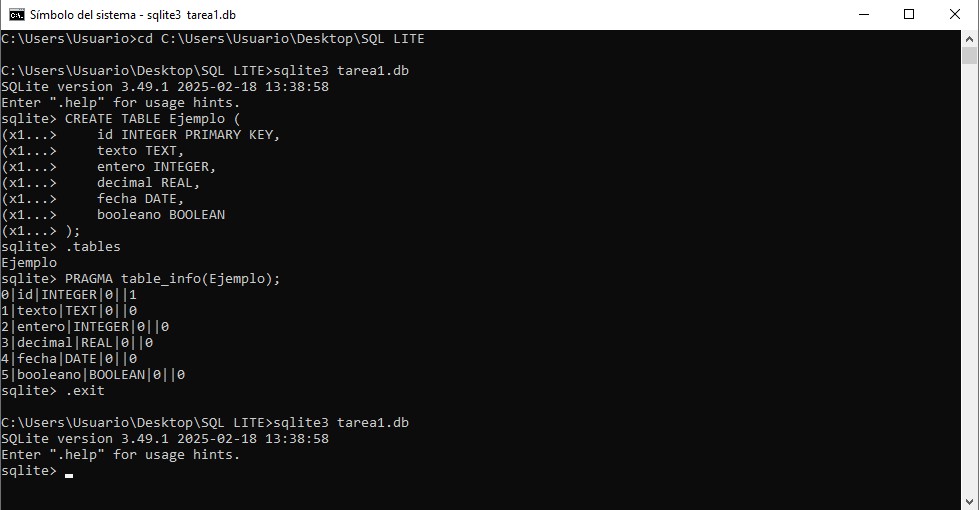 Símbolo del sistema - sqlite3 tarea1.db
C:\Users\Usuario>cd C:\Users\Usuario\Desktop\SQL LITE
C:\Users\Usuario\Desktop\SQL LITE>sqlite3 tarea1.db
SQLite version 3.49.1 2025-02-18 13:38:58
Enter ".help" for usage hints.
sqlite> CREATE TABLE Ejemplo (
(x1...>     id INTEGER PRIMARY KEY,
(x1...>     texto TEXT,
(x1...>     entero INTEGER,
(x1...>     decimal REAL,
(x1...>     fecha DATE,
(x1...>     booleano BOOLEAN
(x1...> );
sqlite> .tables
Ejemplo
sqlite> PRAGMA table_info(Ejemplo);
0|id|INTEGER|0||1
1|texto|TEXT|0||0
2|entero|INTEGER|0||0
3|decimal|REAL|0||0
4|fecha|DATE|0||0
5|booleano|BOOLEAN|0||0
sqlite> .exit
C:\Users\Usuario\Desktop\SQL LITE>sqlite3 tarea1.db
SQLite version 3.49.1 2025-02-18 13:38:58
Enter ".help" for usage hints.
sqlite>